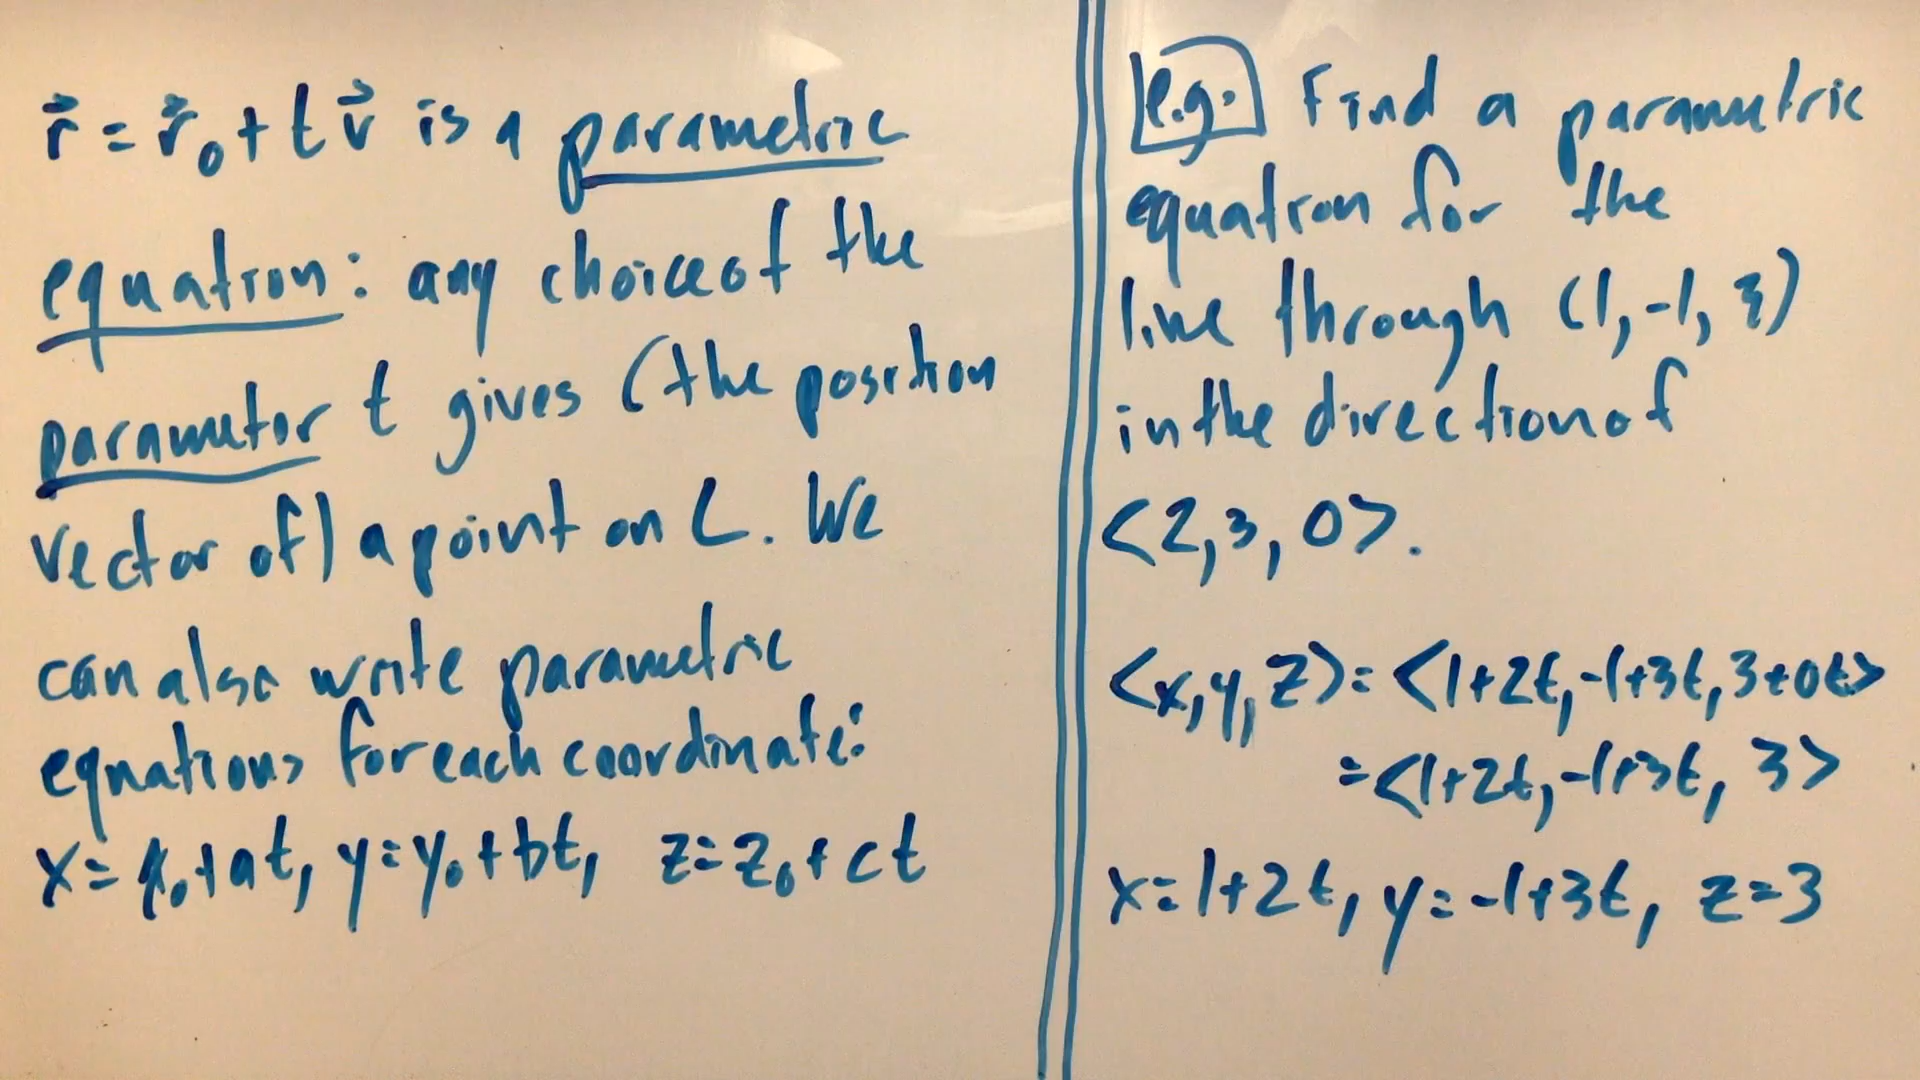 r⃗ = r⃗₀ + t v⃗ is a parametric
equation: any choice of the
parameter t gives (the position
vector of) a point on L. We
can also write parametric
equations for each coordinate:
x = x₀ + at, y = y₀ + bt, z = z₀ + ct
e.g. Find a parametric
equation for the
line through (1, -1, 3)
in the direction of
<2, 3, 0>.
<x, y, z> = <1+2t, -1+3t, 3+0t>
= <1+2t, -1+3t, 3>
x = 1+2t, y = -1+3t, z = 3